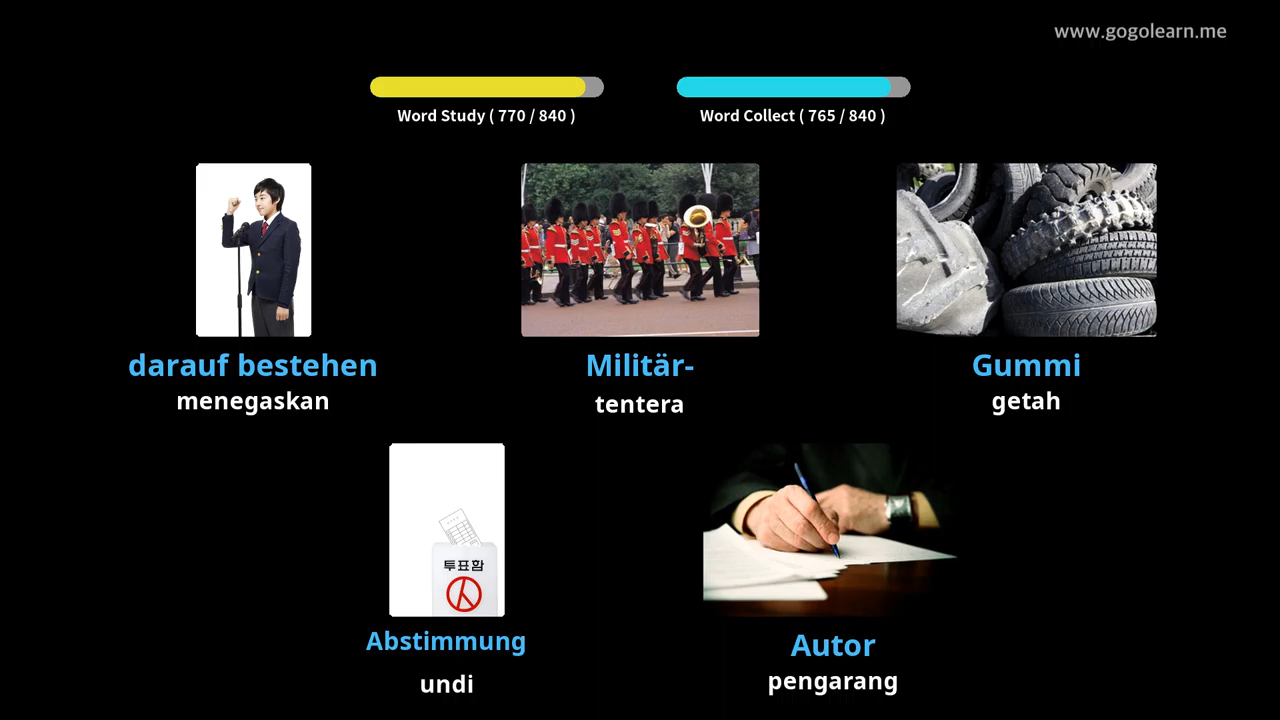 www.gogolearn.me
Word Study ( 770 / 840 )
Word Collect ( 765 / 840 )
darauf bestehen
menegaskan
Militär-
tentera
Gummi
getah
투표함
Abstimmung
undi
Autor
pengarang